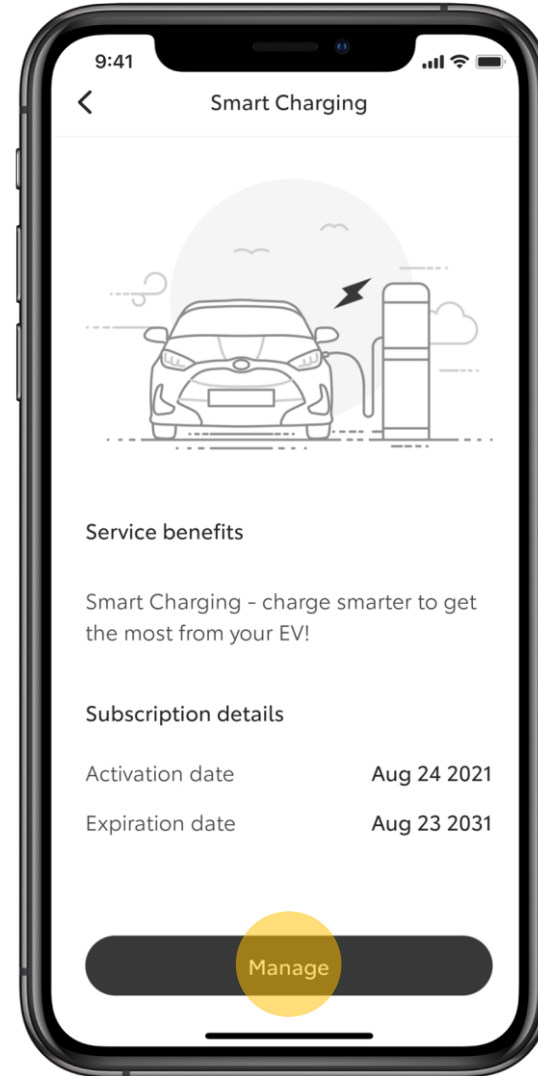 9:41
Smart Charging
Service benefits
Smart Charging – charge smarter to get
the most from your EV!
Subscription details
Activation date Aug 24 2021
Expiration date Aug 23 2031
Manage